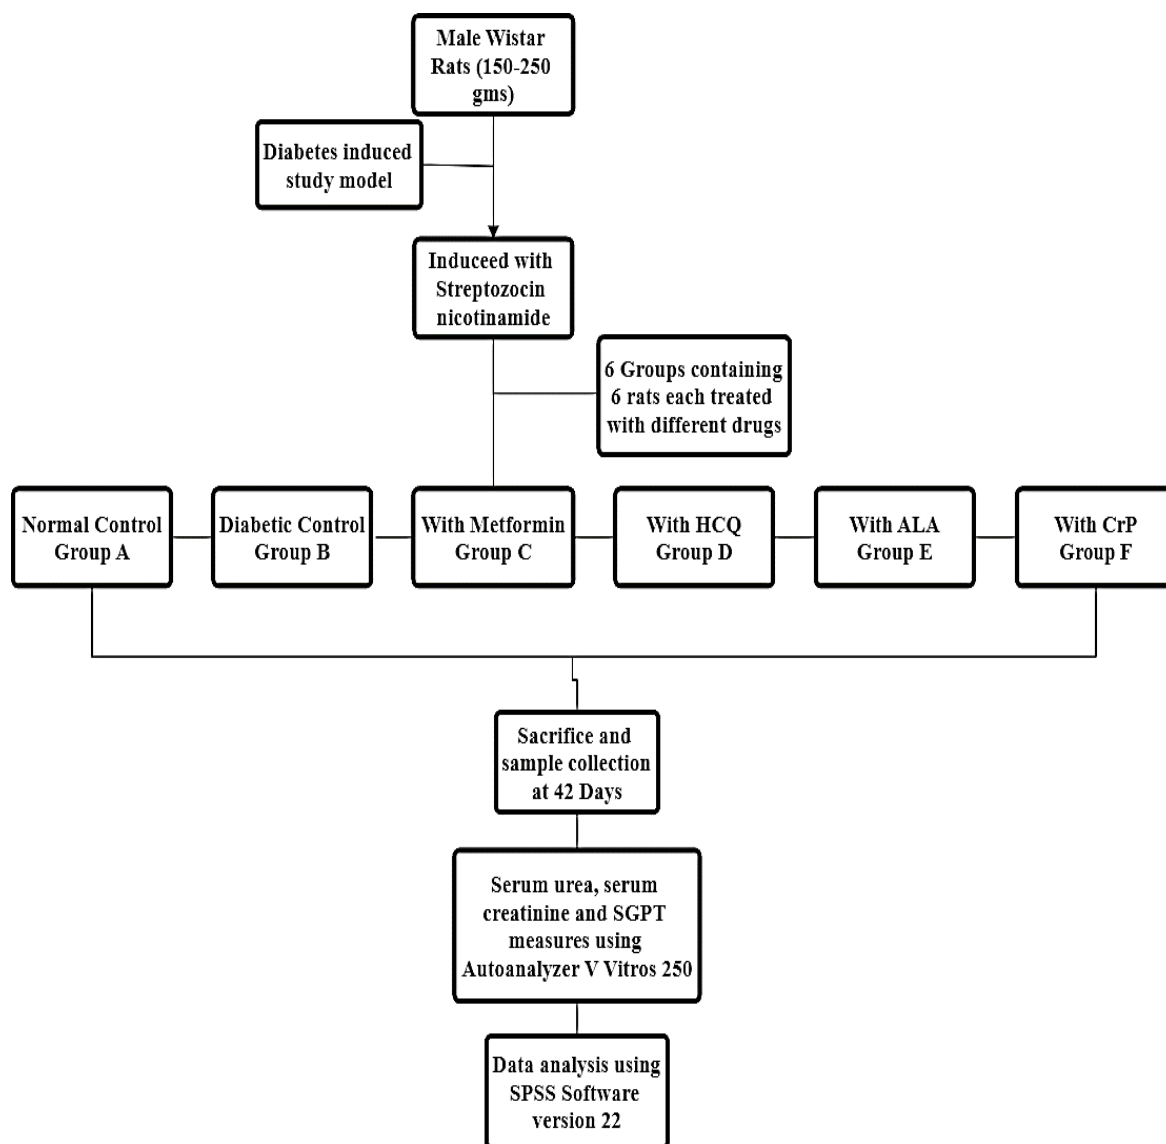 Male Wistar
Rats (150-250
gms)
Diabetes induced
study model
Induceed with
Streptozocin
nicotinamide
6 Groups containing
6 rats each treated
with different drugs
Normal Control
Group A
Diabetic Control
Group B
With Metformin
Group C
With HCQ
Group D
With ALA
Group E
With CrP
Group F
Sacrifice and
sample collection
at 42 Days
Serum urea, serum
creatinine and SGPT
measures using
Autoanalyzer V Vitros 250
Data analysis using
SPSS Software
version 22